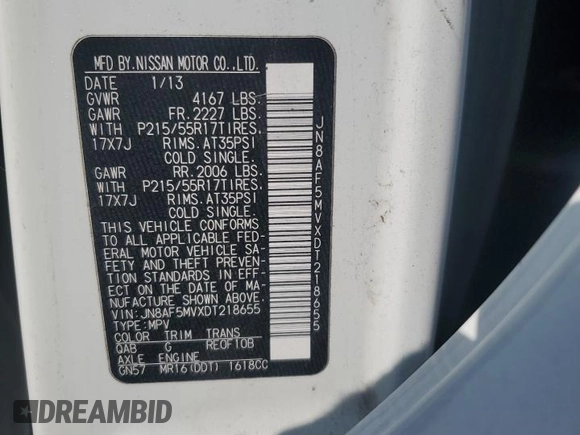 MFD BY.NISSAN MOTOR CO.,LTD.
DATE 1/13
GVWR 4167 LBS.
GAWR FR.2227 LBS.
WITH P215/55R17TIRES.
17X7J RIMS.AT35PSI
COLD SINGLE.
GAWR RR.2006 LBS.
WITH P215/55R17TIRES.
17X7J RIMS.AT35PSI
COLD SINGLE.
THIS VEHICLE CONFORMS
TO ALL APPLICABLE FED-
ERAL MOTOR VEHICLE SA-
FETY AND THEFT PREVEN-
TION STANDARDS IN EFF-
ECT ON THE DATE OF MA-
NUFACTURE SHOWN ABOVE.
VIN:JN8AF5MVXDT218655
TYPE:MPV
COLOR TRIM TRANS
QAB G RE0F10B
AXLE ENGINE
GN57 MR16(DDT) 1618CC
JN8AF5MVXDT218655
DREAMBID